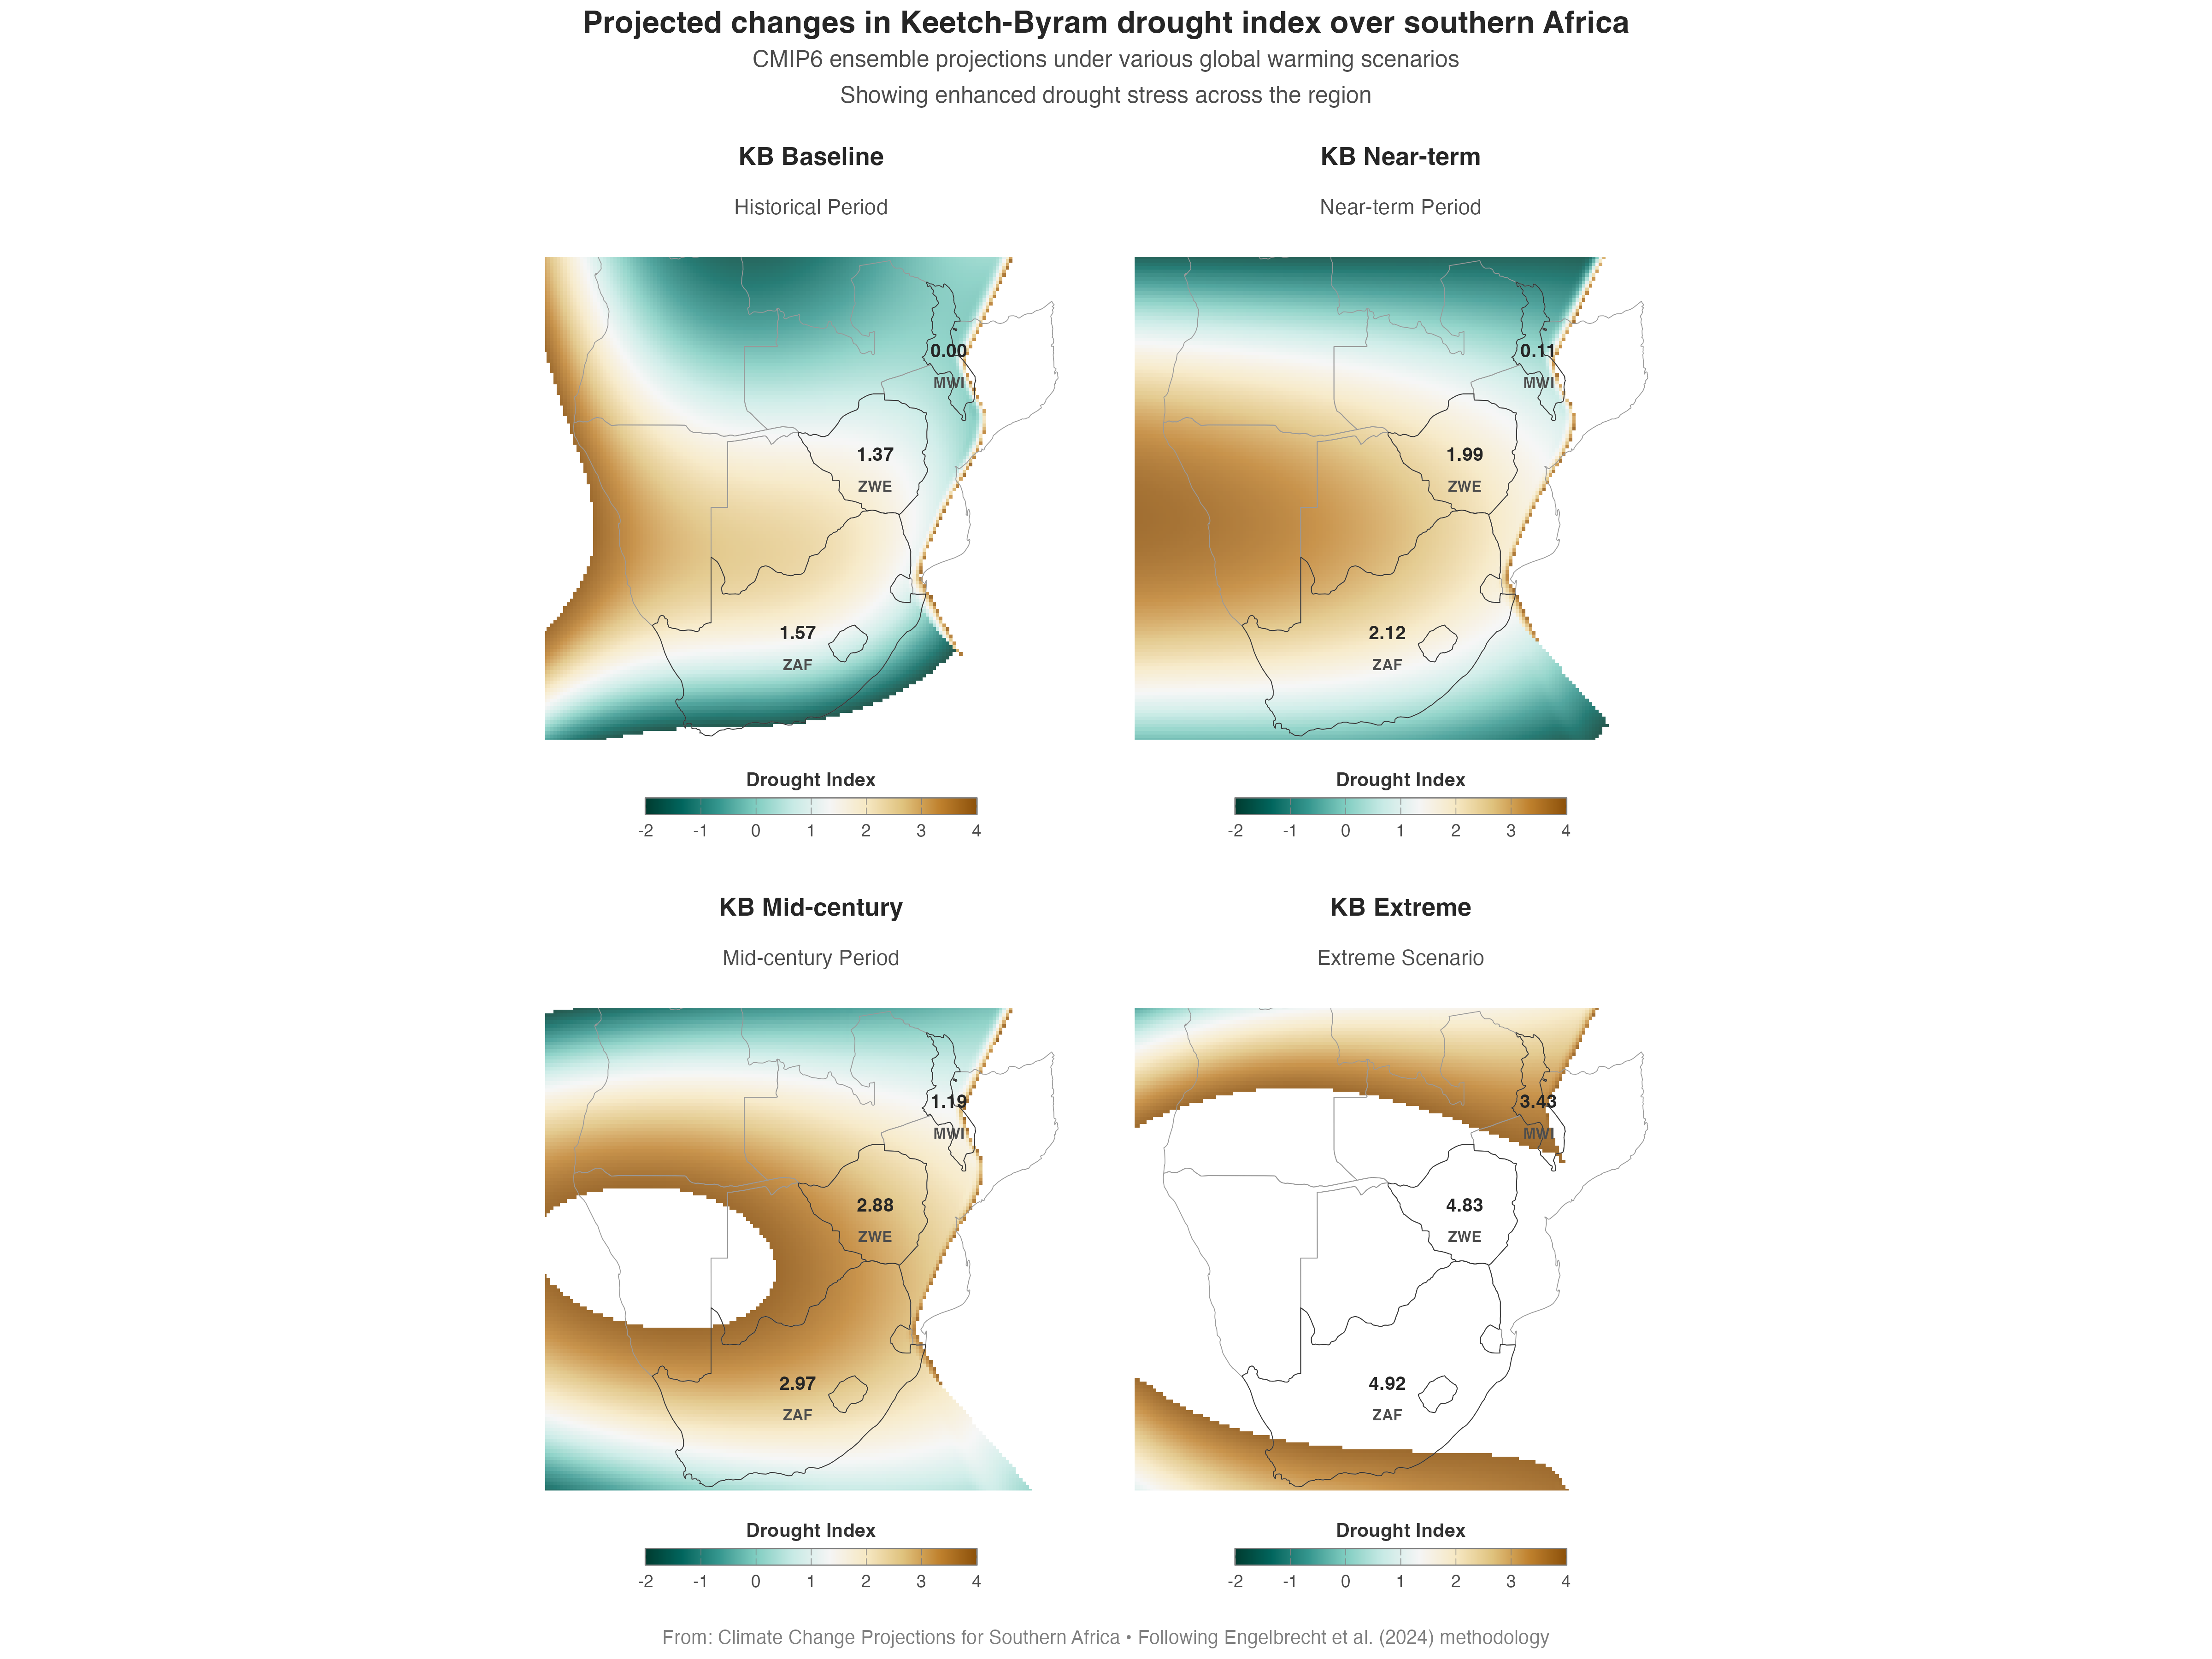 Projected changes in Keetch-Byram drought index over southern Africa
CMIP6 ensemble projections under various global warming scenarios
Showing enhanced drought stress across the region
KB Baseline
Historical Period
0.00
MWI
1.37
ZWE
1.57
ZAF
Drought Index
-2 -1 0 1 2 3 4
KB Near-term
Near-term Period
0.11
MWI
1.99
ZWE
2.12
ZAF
Drought Index
-2 -1 0 1 2 3 4
KB Mid-century
Mid-century Period
1.19
MWI
2.88
ZWE
2.97
ZAF
Drought Index
-2 -1 0 1 2 3 4
KB Extreme
Extreme Scenario
3.43
MWI
4.83
ZWE
4.92
ZAF
Drought Index
-2 -1 0 1 2 3 4
From: Climate Change Projections for Southern Africa • Following Engelbrecht et al. (2024) methodology